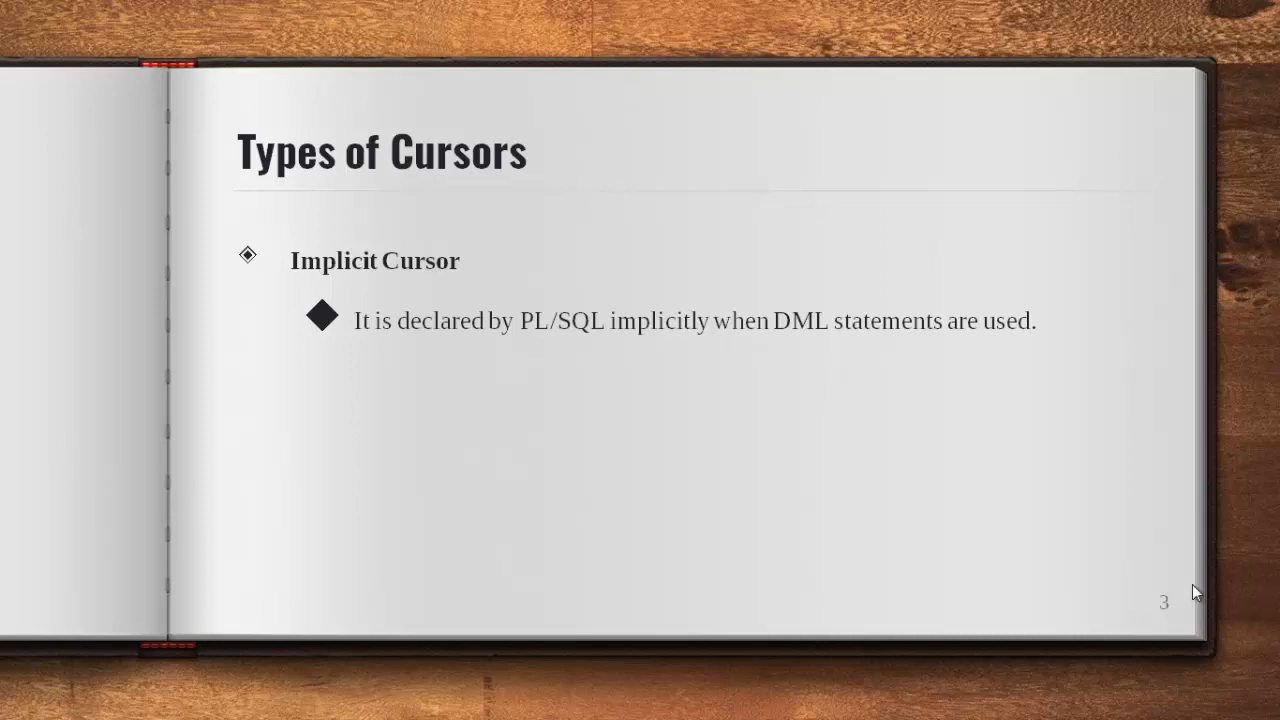 Types of Cursors
Implicit Cursor
It is declared by PL/SQL implicitly when DML statements are used.
3